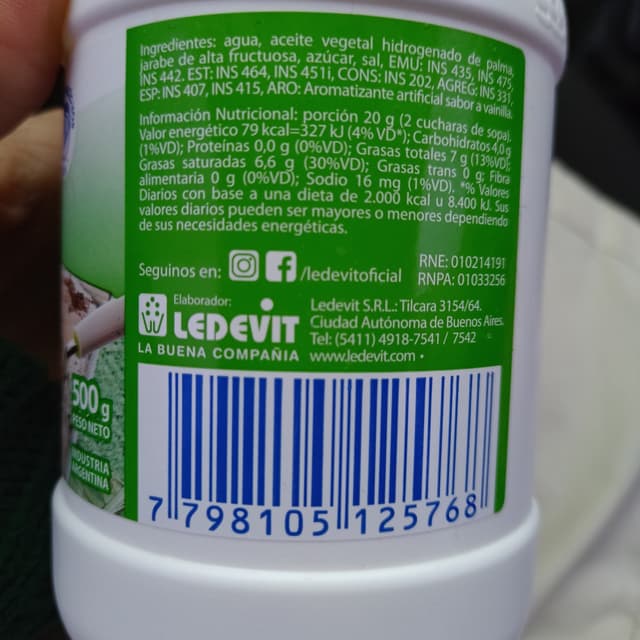 Ingredientes: agua, aceite vegetal hidrogenado de palma,
jarabe de alta fructuosa, azúcar, sal, EMU: INS 435, INS 475,
INS 442. EST: INS 464, INS 451i, CONS: INS 202, AGREG: INS 331,
ESP: INS 407, INS 415, ARO: Aromatizante artificial sabor a vainilla.
Información Nutricional: porción 20 g (2 cucharas de sopa).
Valor energético 79 kcal=327 kJ (4% VD*); Carbohidratos 4,0 g
(1%VD); Proteínas 0,0 g (0%VD); Grasas totales 7 g (13%VD);
Grasas saturadas 6,6 g (30%VD); Grasas trans 0 g; Fibra
alimentaria 0 g (0%VD); Sodio 16 mg (1%VD). *% Valores
Diarios con base a una dieta de 2.000 kcal u 8.400 kJ. Sus
valores diarios pueden ser mayores o menores dependiendo
de sus necesidades energéticas.
Seguinos en: /ledevitoficial
RNE: 010214191
RNPA: 01033256
Elaborador:
LEDEVIT
LA BUENA COMPAÑIA
Ledevit S.R.L.: Tilcara 3154/64.
Ciudad Autónoma de Buenos Aires.
Tel: (5411) 4918-7541 / 7542
www.ledevit.com •
500 g
PESO NETO
INDUSTRIA
ARGENTINA
7 798105 125768